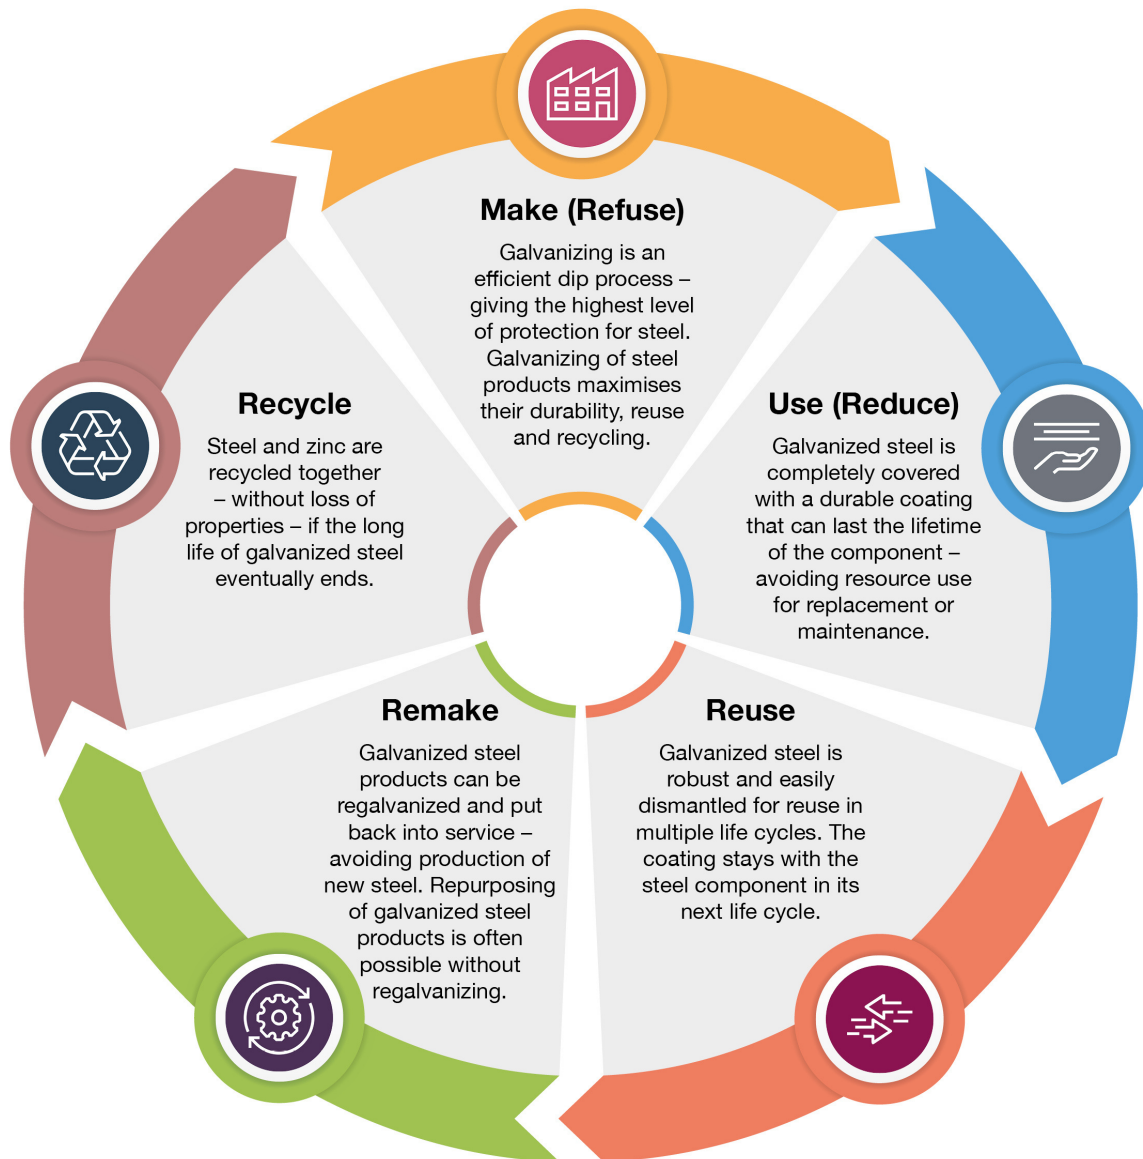 Make (Refuse)
Galvanizing is an
efficient dip process –
giving the highest level
of protection for steel.
Galvanizing of steel
products maximises
their durability, reuse
and recycling.
Use (Reduce)
Galvanized steel is
completely covered
with a durable coating
that can last the lifetime
of the component –
avoiding resource use
for replacement or
maintenance.
Reuse
Galvanized steel is
robust and easily
dismantled for reuse in
multiple life cycles. The
coating stays with the
steel component in its
next life cycle.
Remake
Galvanized steel
products can be
regalvanized and put
back into service –
avoiding production of
new steel. Repurposing
of galvanized steel
products is often
possible without
regalvanizing.
Recycle
Steel and zinc are
recycled together
– without loss of
properties – if the long
life of galvanized steel
eventually ends.